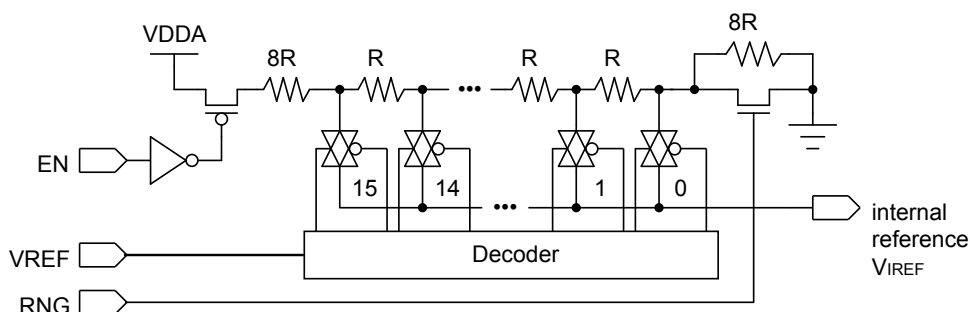 8R
VDDA
8R
R
R
R
•••
EN
15
14
1
0
•••
internal
reference
VIREF
Decoder
VREF
RNG